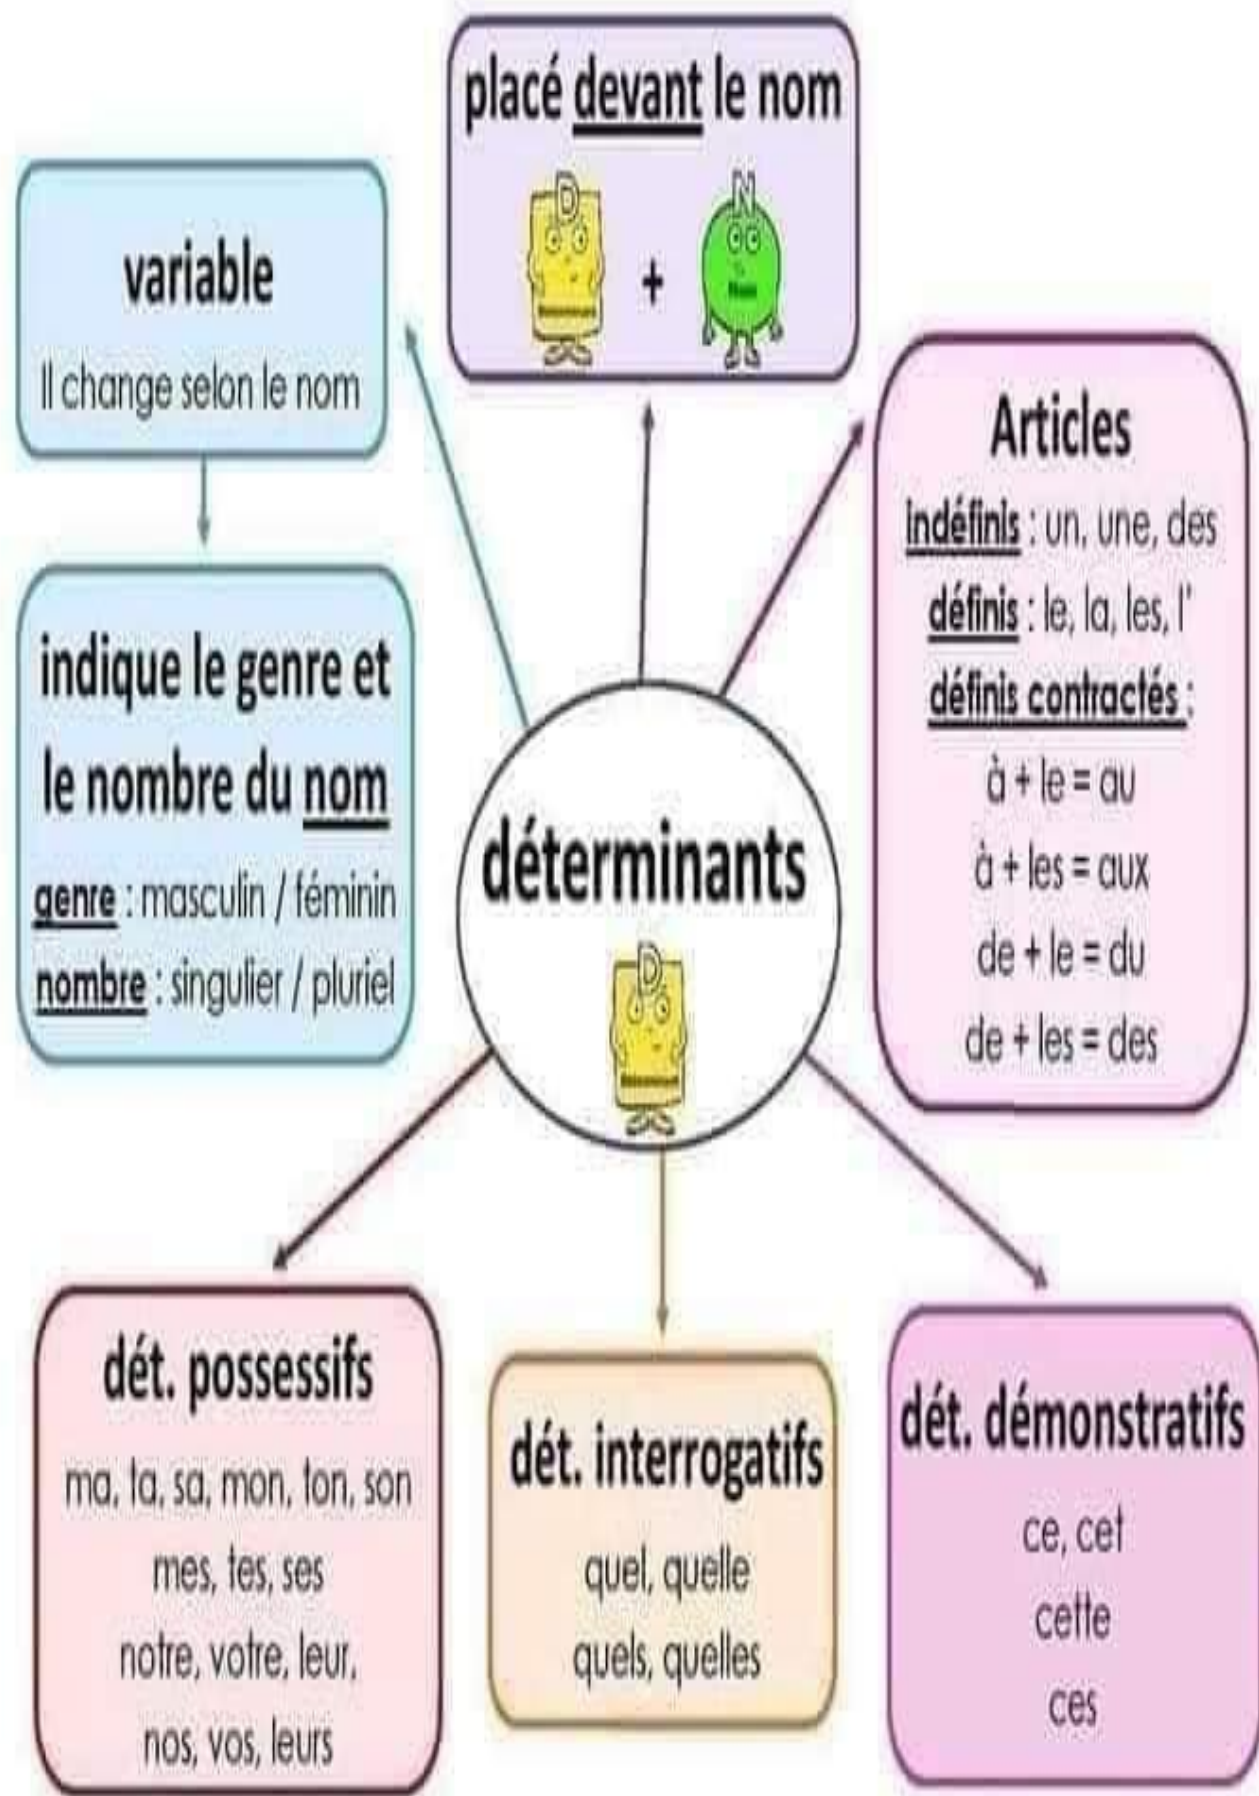 placé devant le nom
D
N
+
variable
Il change selon le nom
indique le genre et
le nombre du nom
genre : masculin / féminin
nombre : singulier / pluriel
Articles
indéfinis : un, une, des
définis : le, la, les, l'
définis contractés :
à + le = au
à + les = aux
de + le = du
de + les = des
déterminants
D
dét. possessifs
ma, ta, sa, mon, ton, son
mes, tes, ses
notre, votre, leur,
nos, vos, leurs
dét. interrogatifs
quel, quelle
quels, quelles
dét. démonstratifs
ce, cet
cette
ces